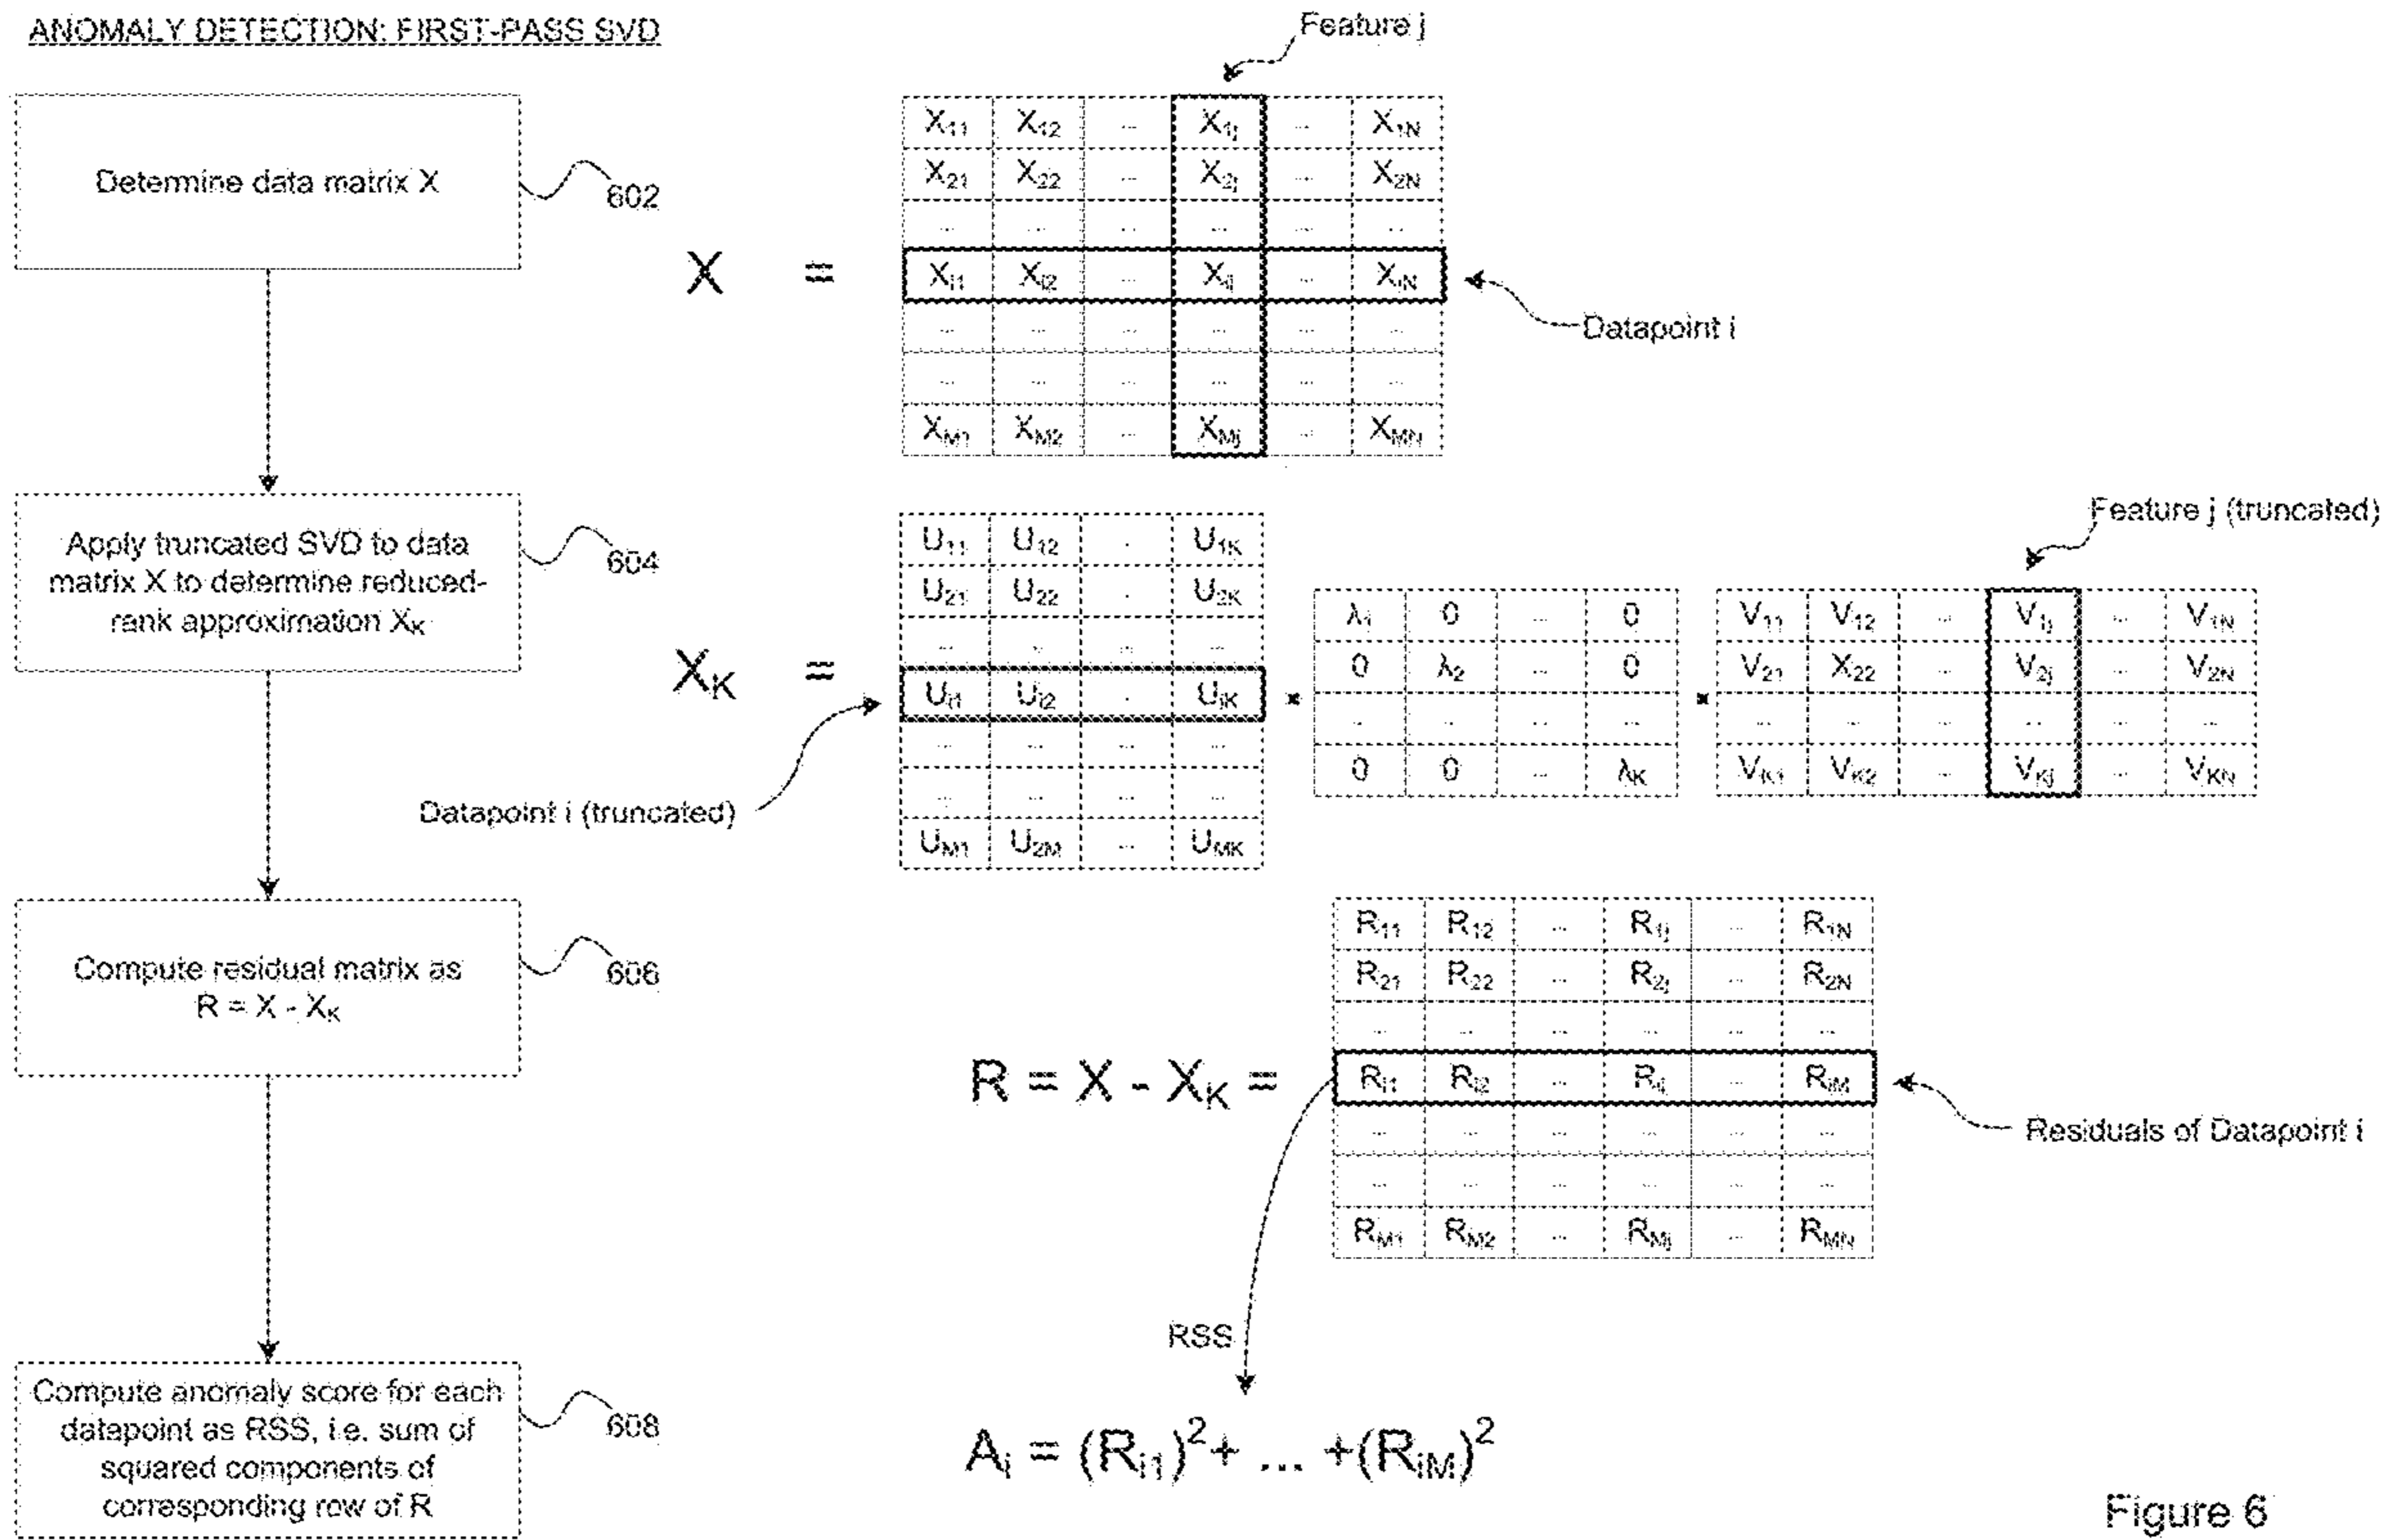 ANOMALY DETECTION: FIRST-PASS SVD
Feature j
Determine data matrix X
602
X =
X11 X12 ... X1j ... X1N
X21 X22 ... X2j ... X2N
... ... ... ... ... ...
Xi1 Xi2 ... Xij ... XiN
... ... ... ... ... ...
... ... ... ... ... ...
XM1 XM2 ... XMj ... XMN
Datapoint i
Apply truncated SVD to data
matrix X to determine reduced-
rank approximation XK
604
XK =
U11 U12 . U1K
U21 U22 . U2K
... .. ... ...
Ui1 Ui2 . UiK
... ... ... ...
... ... ... ...
UM1 U2M ... UMK
Datapoint i (truncated)
*
λ1 0 ... 0
0 λ2 ... 0
... ... ... ...
0 0 ... λK
*
Feature j (truncated)
V11 V12 ... V1j ... V1N
V21 X22 ... V2j ... V2N
... ... ... ... ... ...
VK1 VK2 ... VKj ... VKN
Compute residual matrix as
R = X - XK
606
R = X - XK =
R11 R12 ... R1j ... R1N
R21 R22 ... R2j ... R2N
... ... ... ... ... ...
Ri1 Ri2 ... Rij ... RiM
... ... ... ... ... ...
... ... ... ... ... ...
RM1 RM2 ... RMj ... RMN
Residuals of Datapoint i
RSS
Compute anomaly score for each
datapoint as RSS, i.e. sum of
squared components of
corresponding row of R
608
Ai = (Ri1)2+ ... +(RiM)2
Figure 6